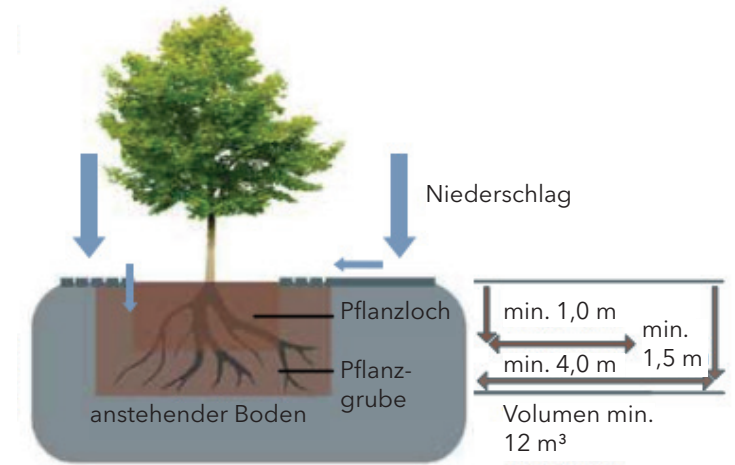 Niederschlag
Pflanzloch
Pflanz-
grube
anstehender Boden
min. 1,0 m
min.
1,5 m
min. 4,0 m
Volumen min.
12 m³